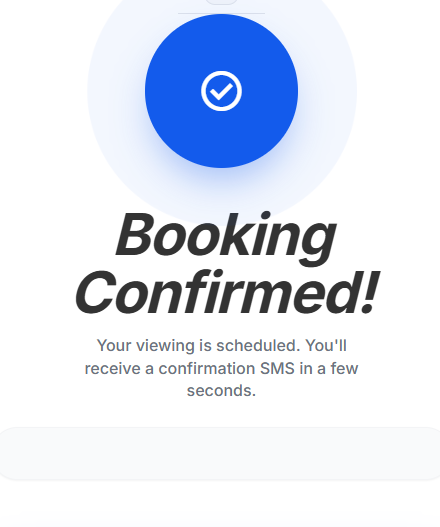 Booking
Confirmed!
Your viewing is scheduled. You'll
receive a confirmation SMS in a few
seconds.